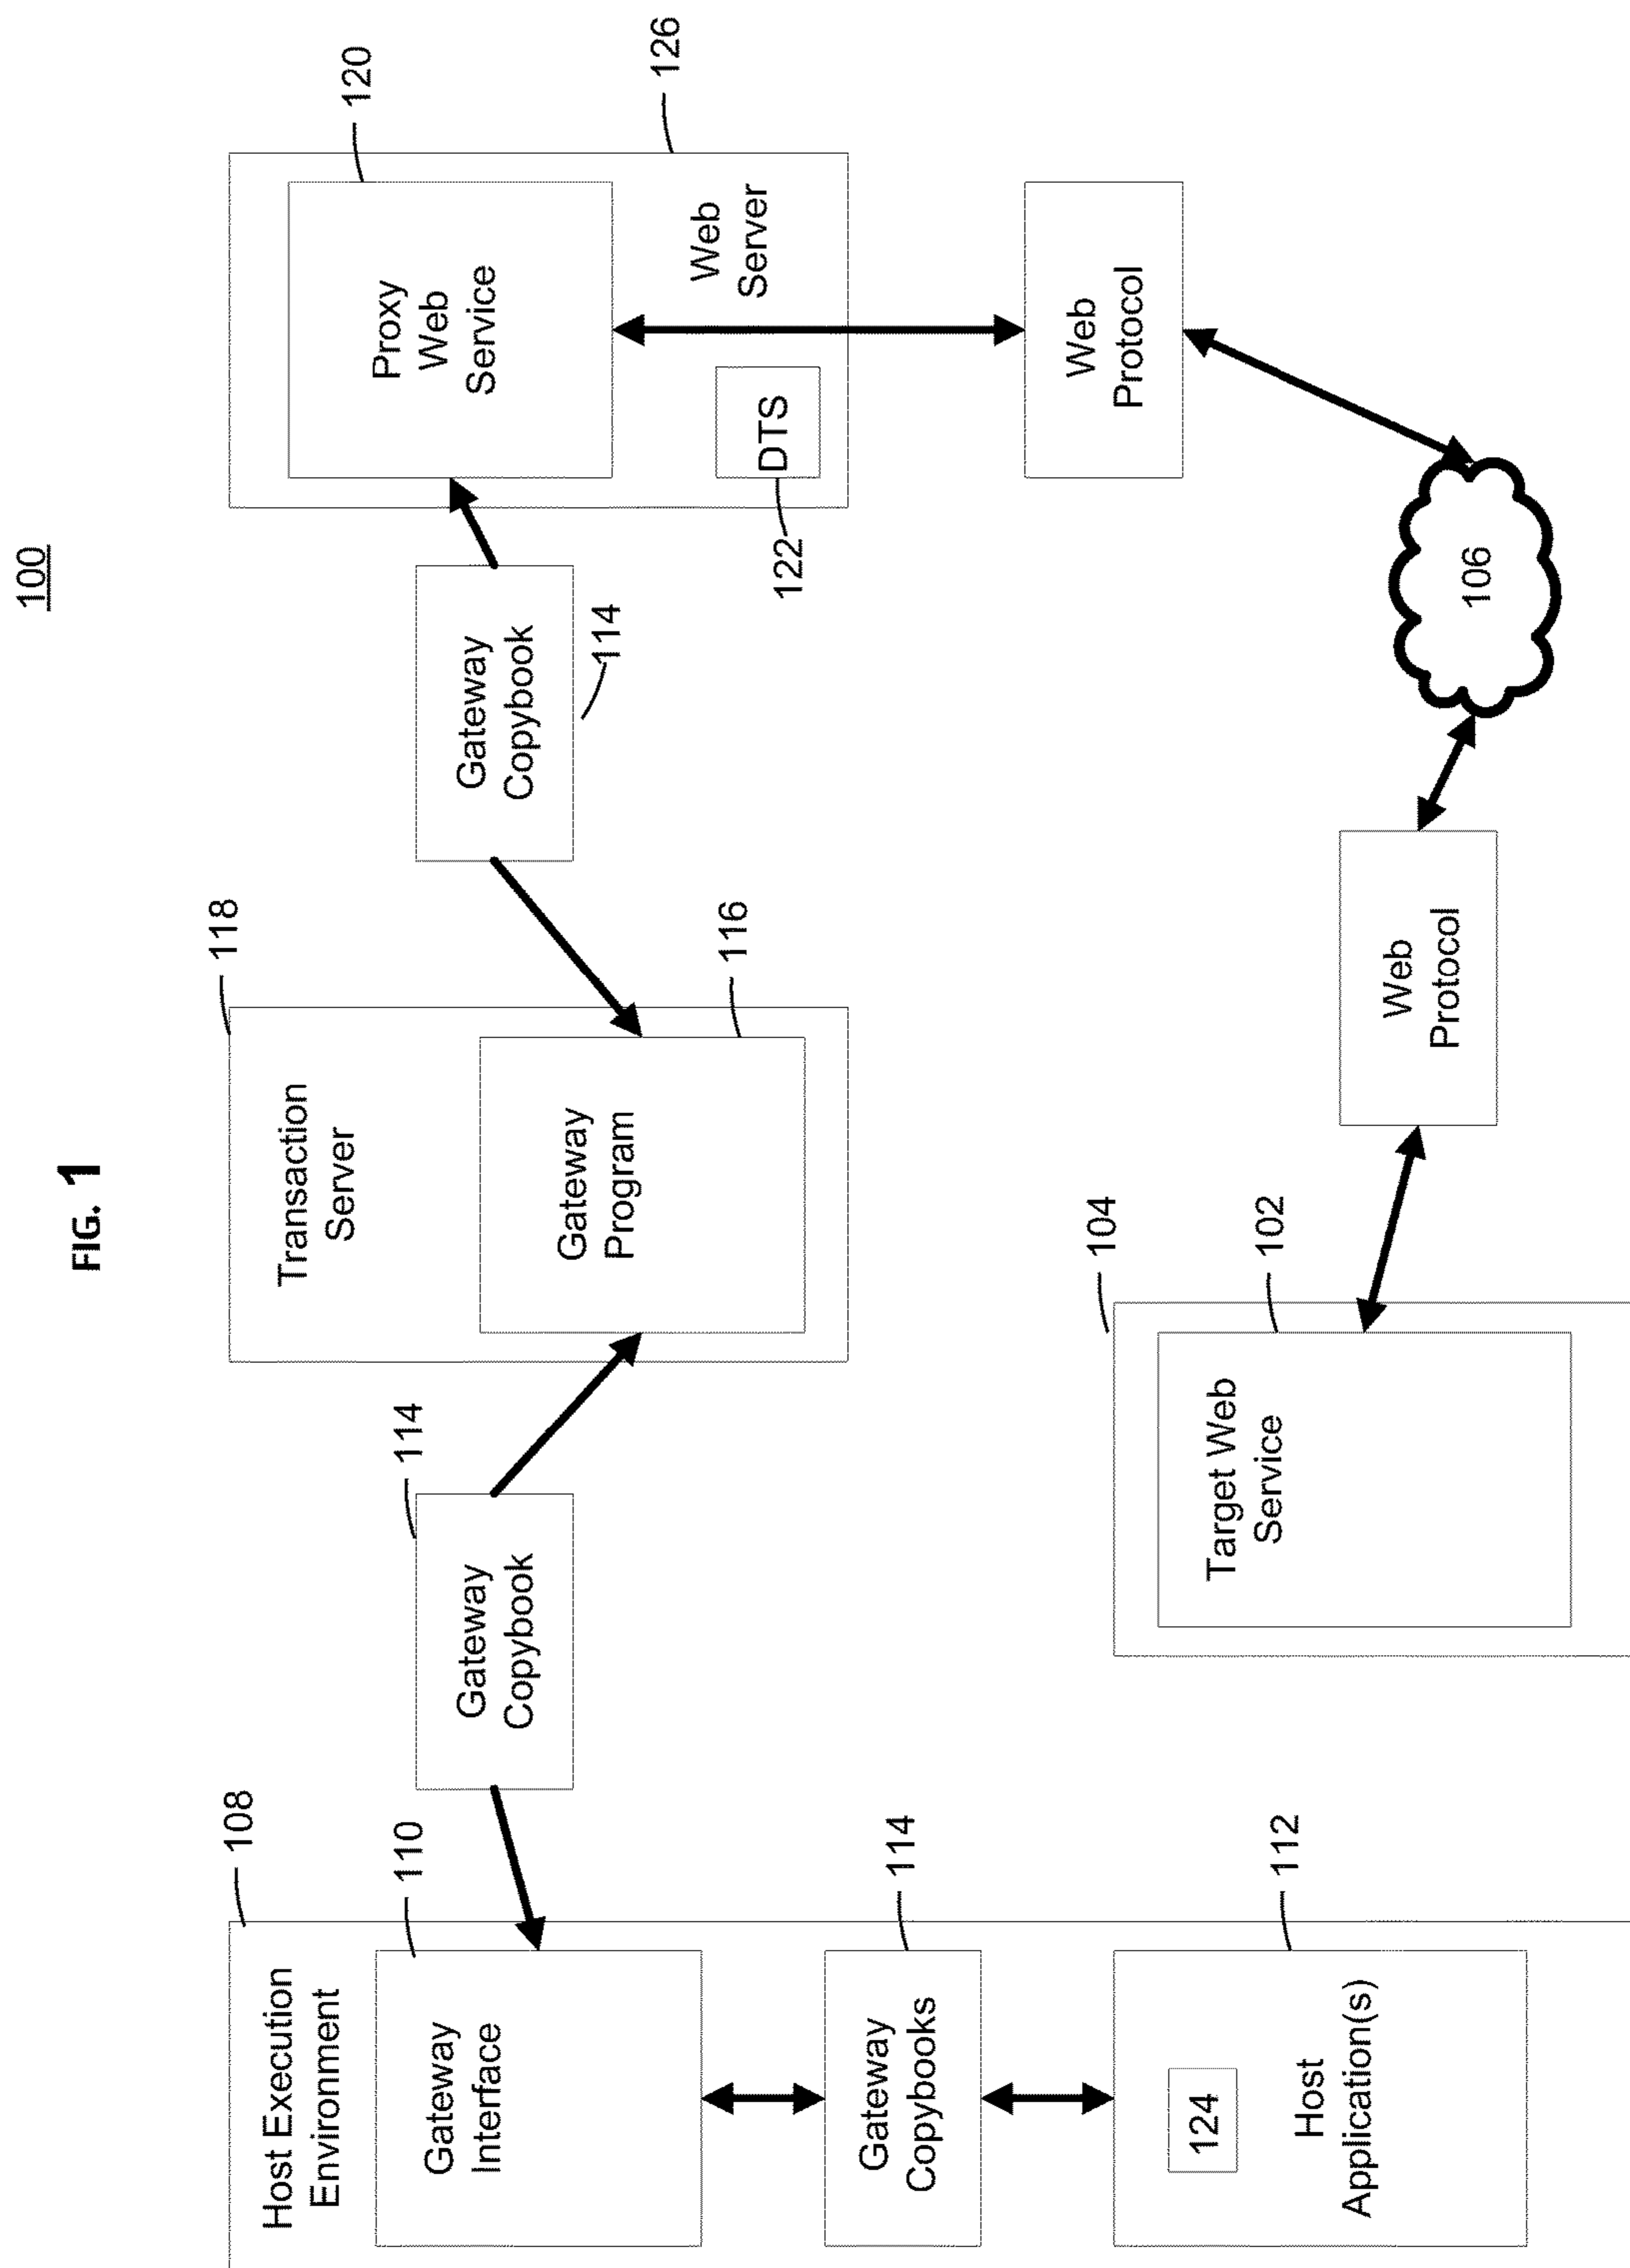 100
FIG. 1
Host Execution
Environment
108
Gateway
Interface
110
Gateway
Copybooks
114
124
Host
Application(s)
112
Gateway
Copybook
114
Transaction
Server
118
Gateway
Program
116
Gateway
Copybook
114
Proxy
Web
Service
120
DTS
122
Web
Server
126
Web
Protocol
106
Web
Protocol
Target Web
Service
104
102